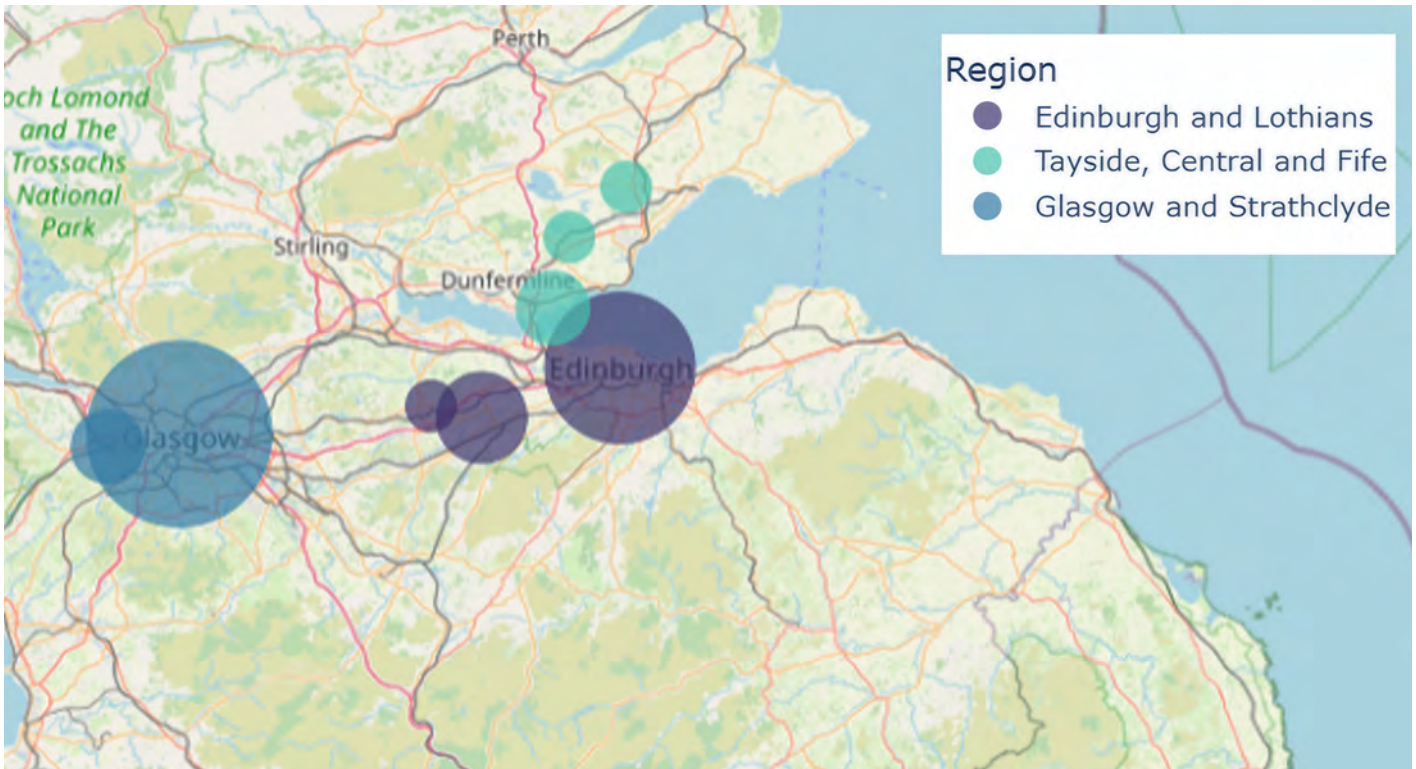 Perth
och Lomond
and The
Trossachs
National
Park
Stirling
Dunfermline
Edinburgh
Glasgow
Region
Edinburgh and Lothians
Tayside, Central and Fife
Glasgow and Strathclyde